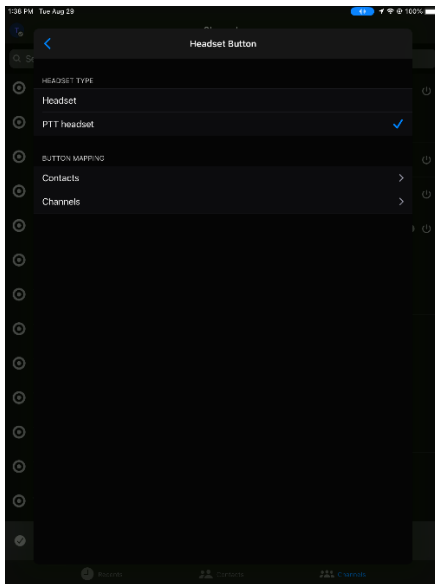 1:36 PM Tue Aug 29
100%
Headset Button
HEADSET TYPE
Headset
PTT headset
BUTTON MAPPING
Contacts
Channels
Recents
Contacts
Channels